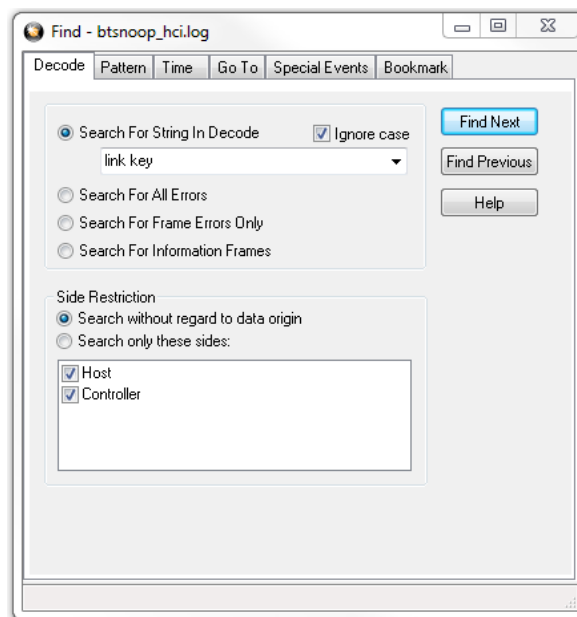 Find - btsnoop_hci.log
Decode Pattern Time Go To Special Events Bookmark
Search For String In Decode Ignore case
link key
Search For All Errors
Search For Frame Errors Only
Search For Information Frames
Find Next
Find Previous
Help
Side Restriction
Search without regard to data origin
Search only these sides:
Host
Controller